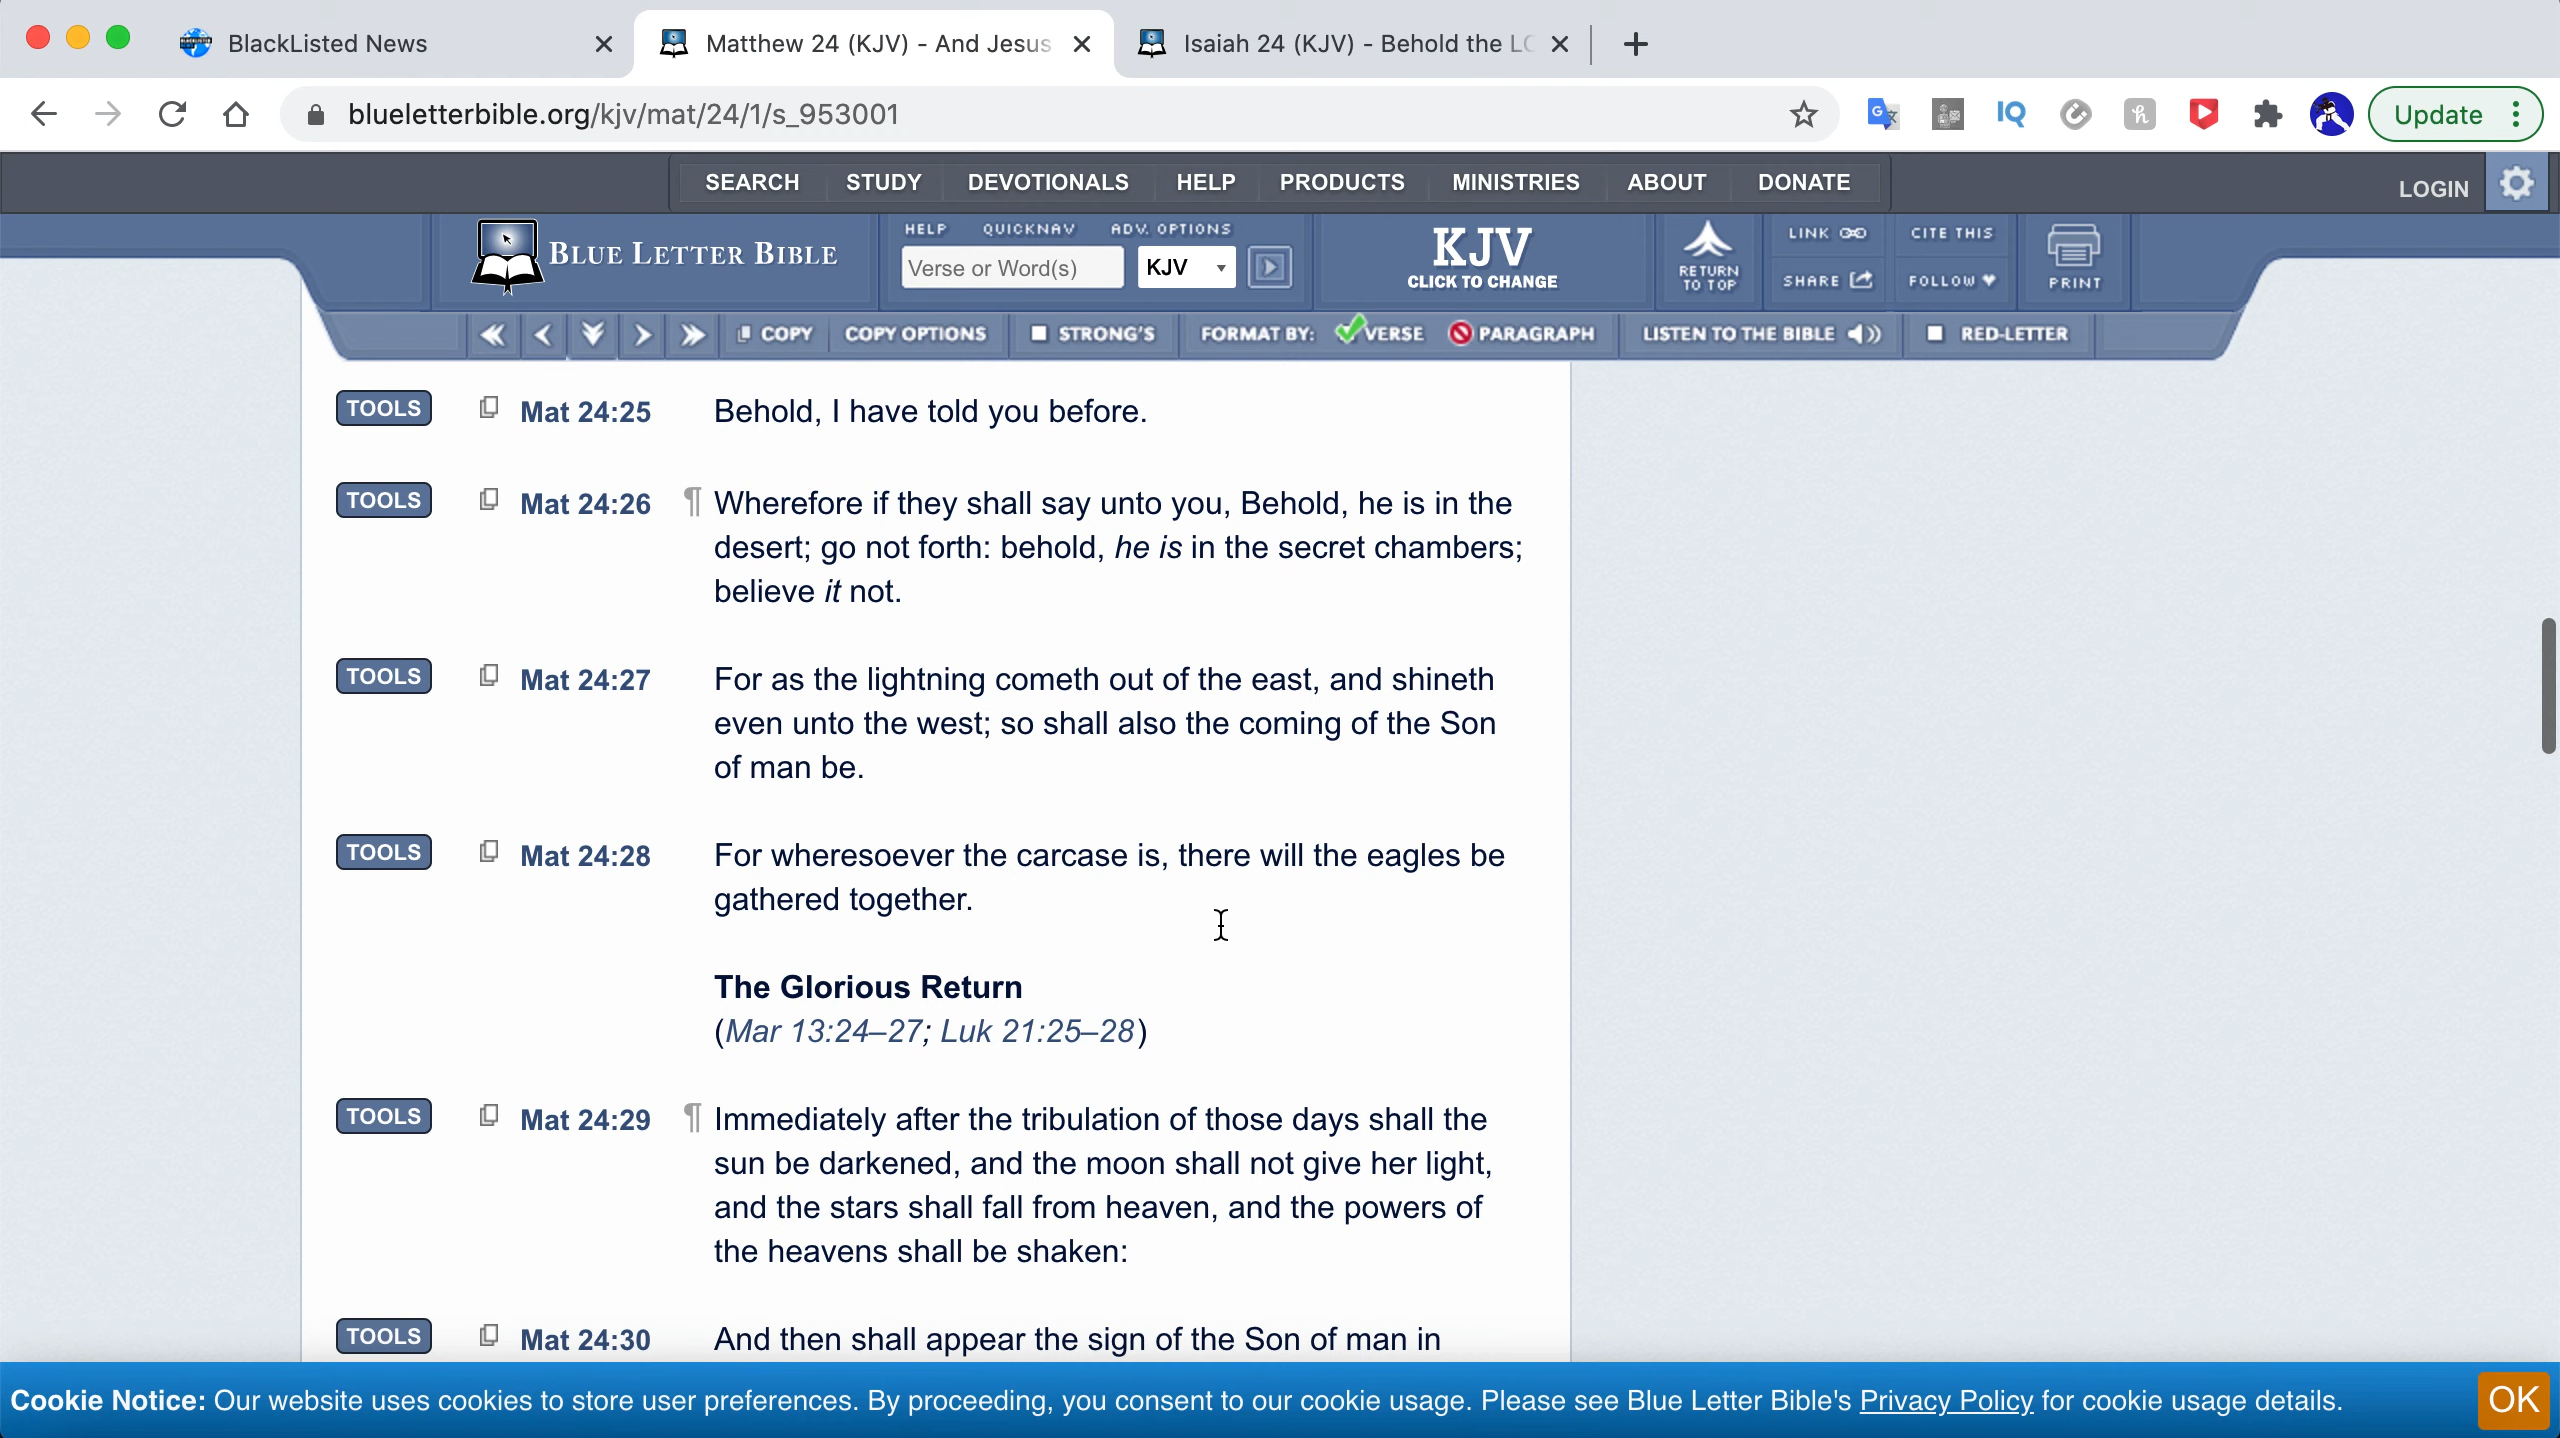 BlackListed News
Matthew 24 (KJV) - And Jesus
Isaiah 24 (KJV) - Behold the LO
blueletterbible.org/kjv/mat/24/1/s_953001
IQ
Update
SEARCH STUDY DEVOTIONALS HELP PRODUCTS MINISTRIES ABOUT DONATE
LOGIN
BLUE LETTER BIBLE
HELP QUICKNAV ADV. OPTIONS
Verse or Word(s)
KJV
KJV
CLICK TO CHANGE
RETURN
TO TOP
LINK
SHARE
CITE THIS
FOLLOW
PRINT
COPY COPY OPTIONS STRONG'S FORMAT BY: VERSE PARAGRAPH LISTEN TO THE BIBLE RED-LETTER
TOOLS Mat 24:25 Behold, I have told you before.
TOOLS Mat 24:26 ¶ Wherefore if they shall say unto you, Behold, he is in the
desert; go not forth: behold, he is in the secret chambers;
believe it not.
TOOLS Mat 24:27 For as the lightning cometh out of the east, and shineth
even unto the west; so shall also the coming of the Son
of man be.
TOOLS Mat 24:28 For wheresoever the carcase is, there will the eagles be
gathered together.
The Glorious Return
(Mar 13:24–27; Luk 21:25–28)
TOOLS Mat 24:29 ¶ Immediately after the tribulation of those days shall the
sun be darkened, and the moon shall not give her light,
and the stars shall fall from heaven, and the powers of
the heavens shall be shaken:
TOOLS Mat 24:30 And then shall appear the sign of the Son of man in
Cookie Notice: Our website uses cookies to store user preferences. By proceeding, you consent to our cookie usage. Please see Blue Letter Bible's Privacy Policy for cookie usage details.
OK